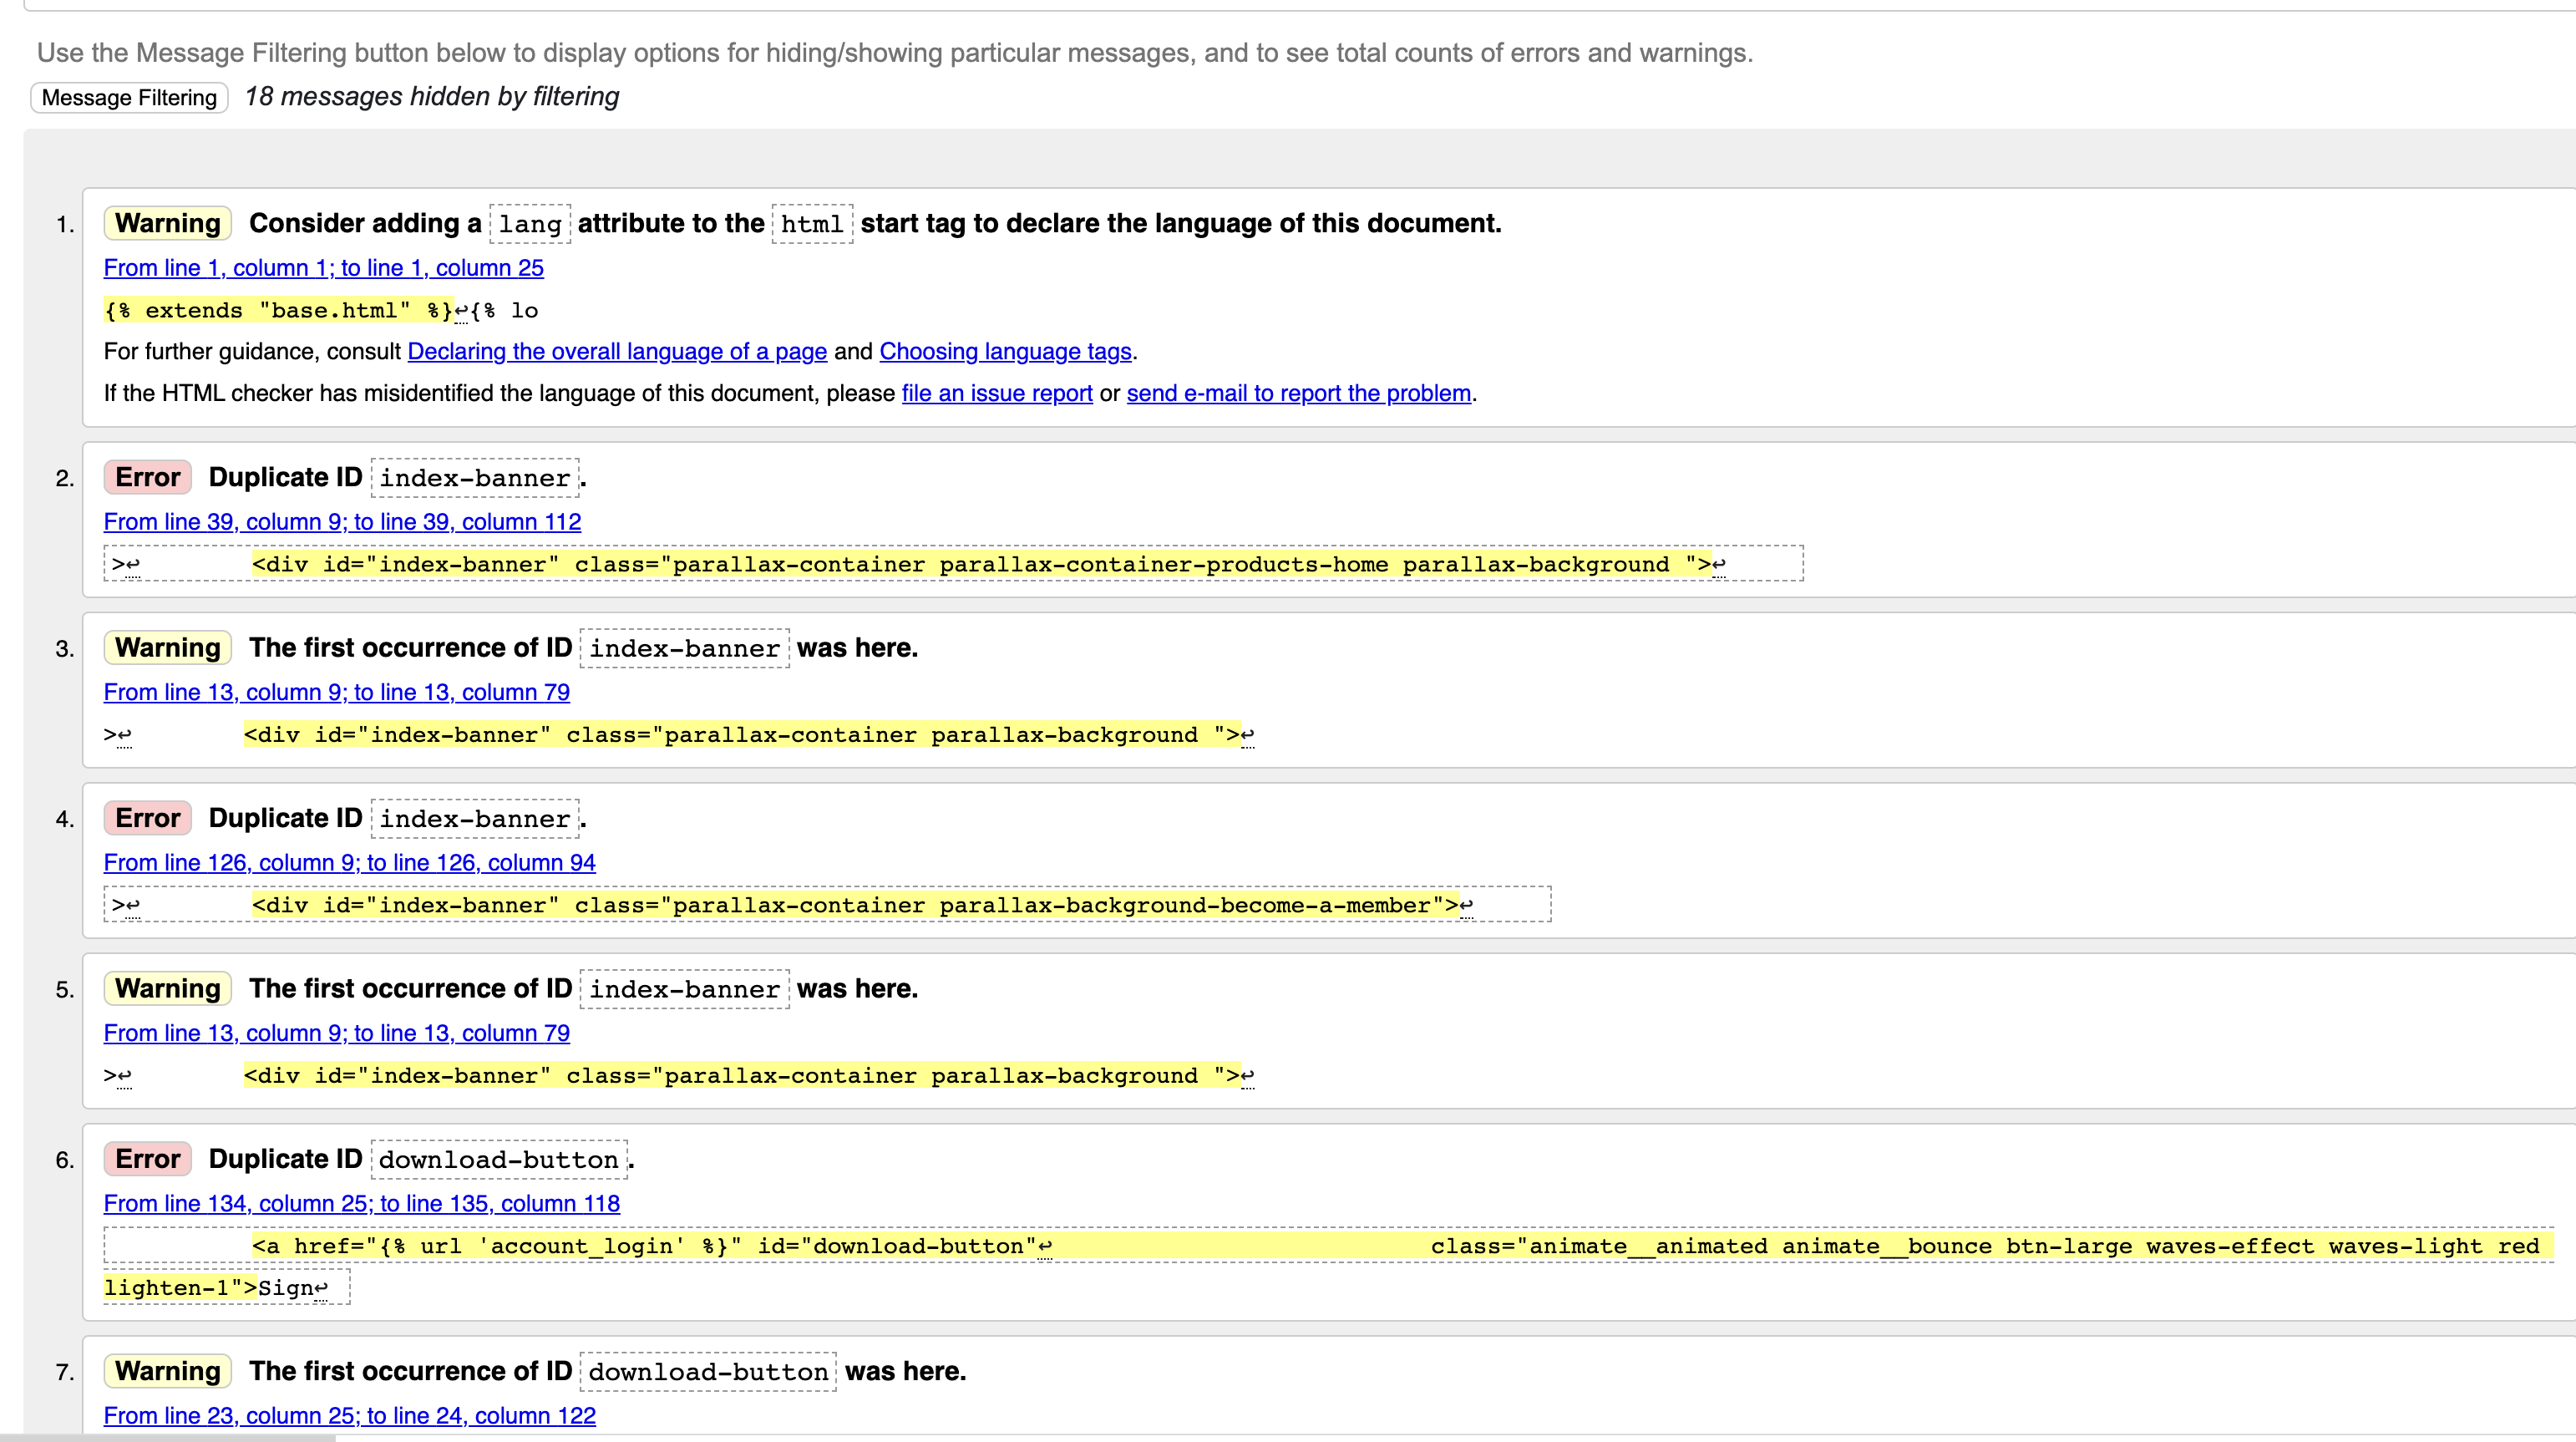 Use the Message Filtering button below to display options for hiding/showing particular messages, and to see total counts of errors and warnings.
Message Filtering 18 messages hidden by filtering
1. Warning Consider adding a lang attribute to the html start tag to declare the language of this document.
From line 1, column 1; to line 1, column 25
{% extends "base.html" %}↩{% lo
For further guidance, consult Declaring the overall language of a page and Choosing language tags.
If the HTML checker has misidentified the language of this document, please file an issue report or send e-mail to report the problem.
2. Error Duplicate ID index-banner.
From line 39, column 9; to line 39, column 112
>↩ <div id="index-banner" class="parallax-container parallax-container-products-home parallax-background ">↩
3. Warning The first occurrence of ID index-banner was here.
From line 13, column 9; to line 13, column 79
>↩ <div id="index-banner" class="parallax-container parallax-background ">↩
4. Error Duplicate ID index-banner.
From line 126, column 9; to line 126, column 94
>↩ <div id="index-banner" class="parallax-container parallax-background-become-a-member">↩
5. Warning The first occurrence of ID index-banner was here.
From line 13, column 9; to line 13, column 79
>↩ <div id="index-banner" class="parallax-container parallax-background ">↩
6. Error Duplicate ID download-button.
From line 134, column 25; to line 135, column 118
<a href="{% url 'account_login' %}" id="download-button"↩ class="animate__animated animate__bounce btn-large waves-effect waves-light red
lighten-1">Sign↩
7. Warning The first occurrence of ID download-button was here.
From line 23, column 25; to line 24, column 122